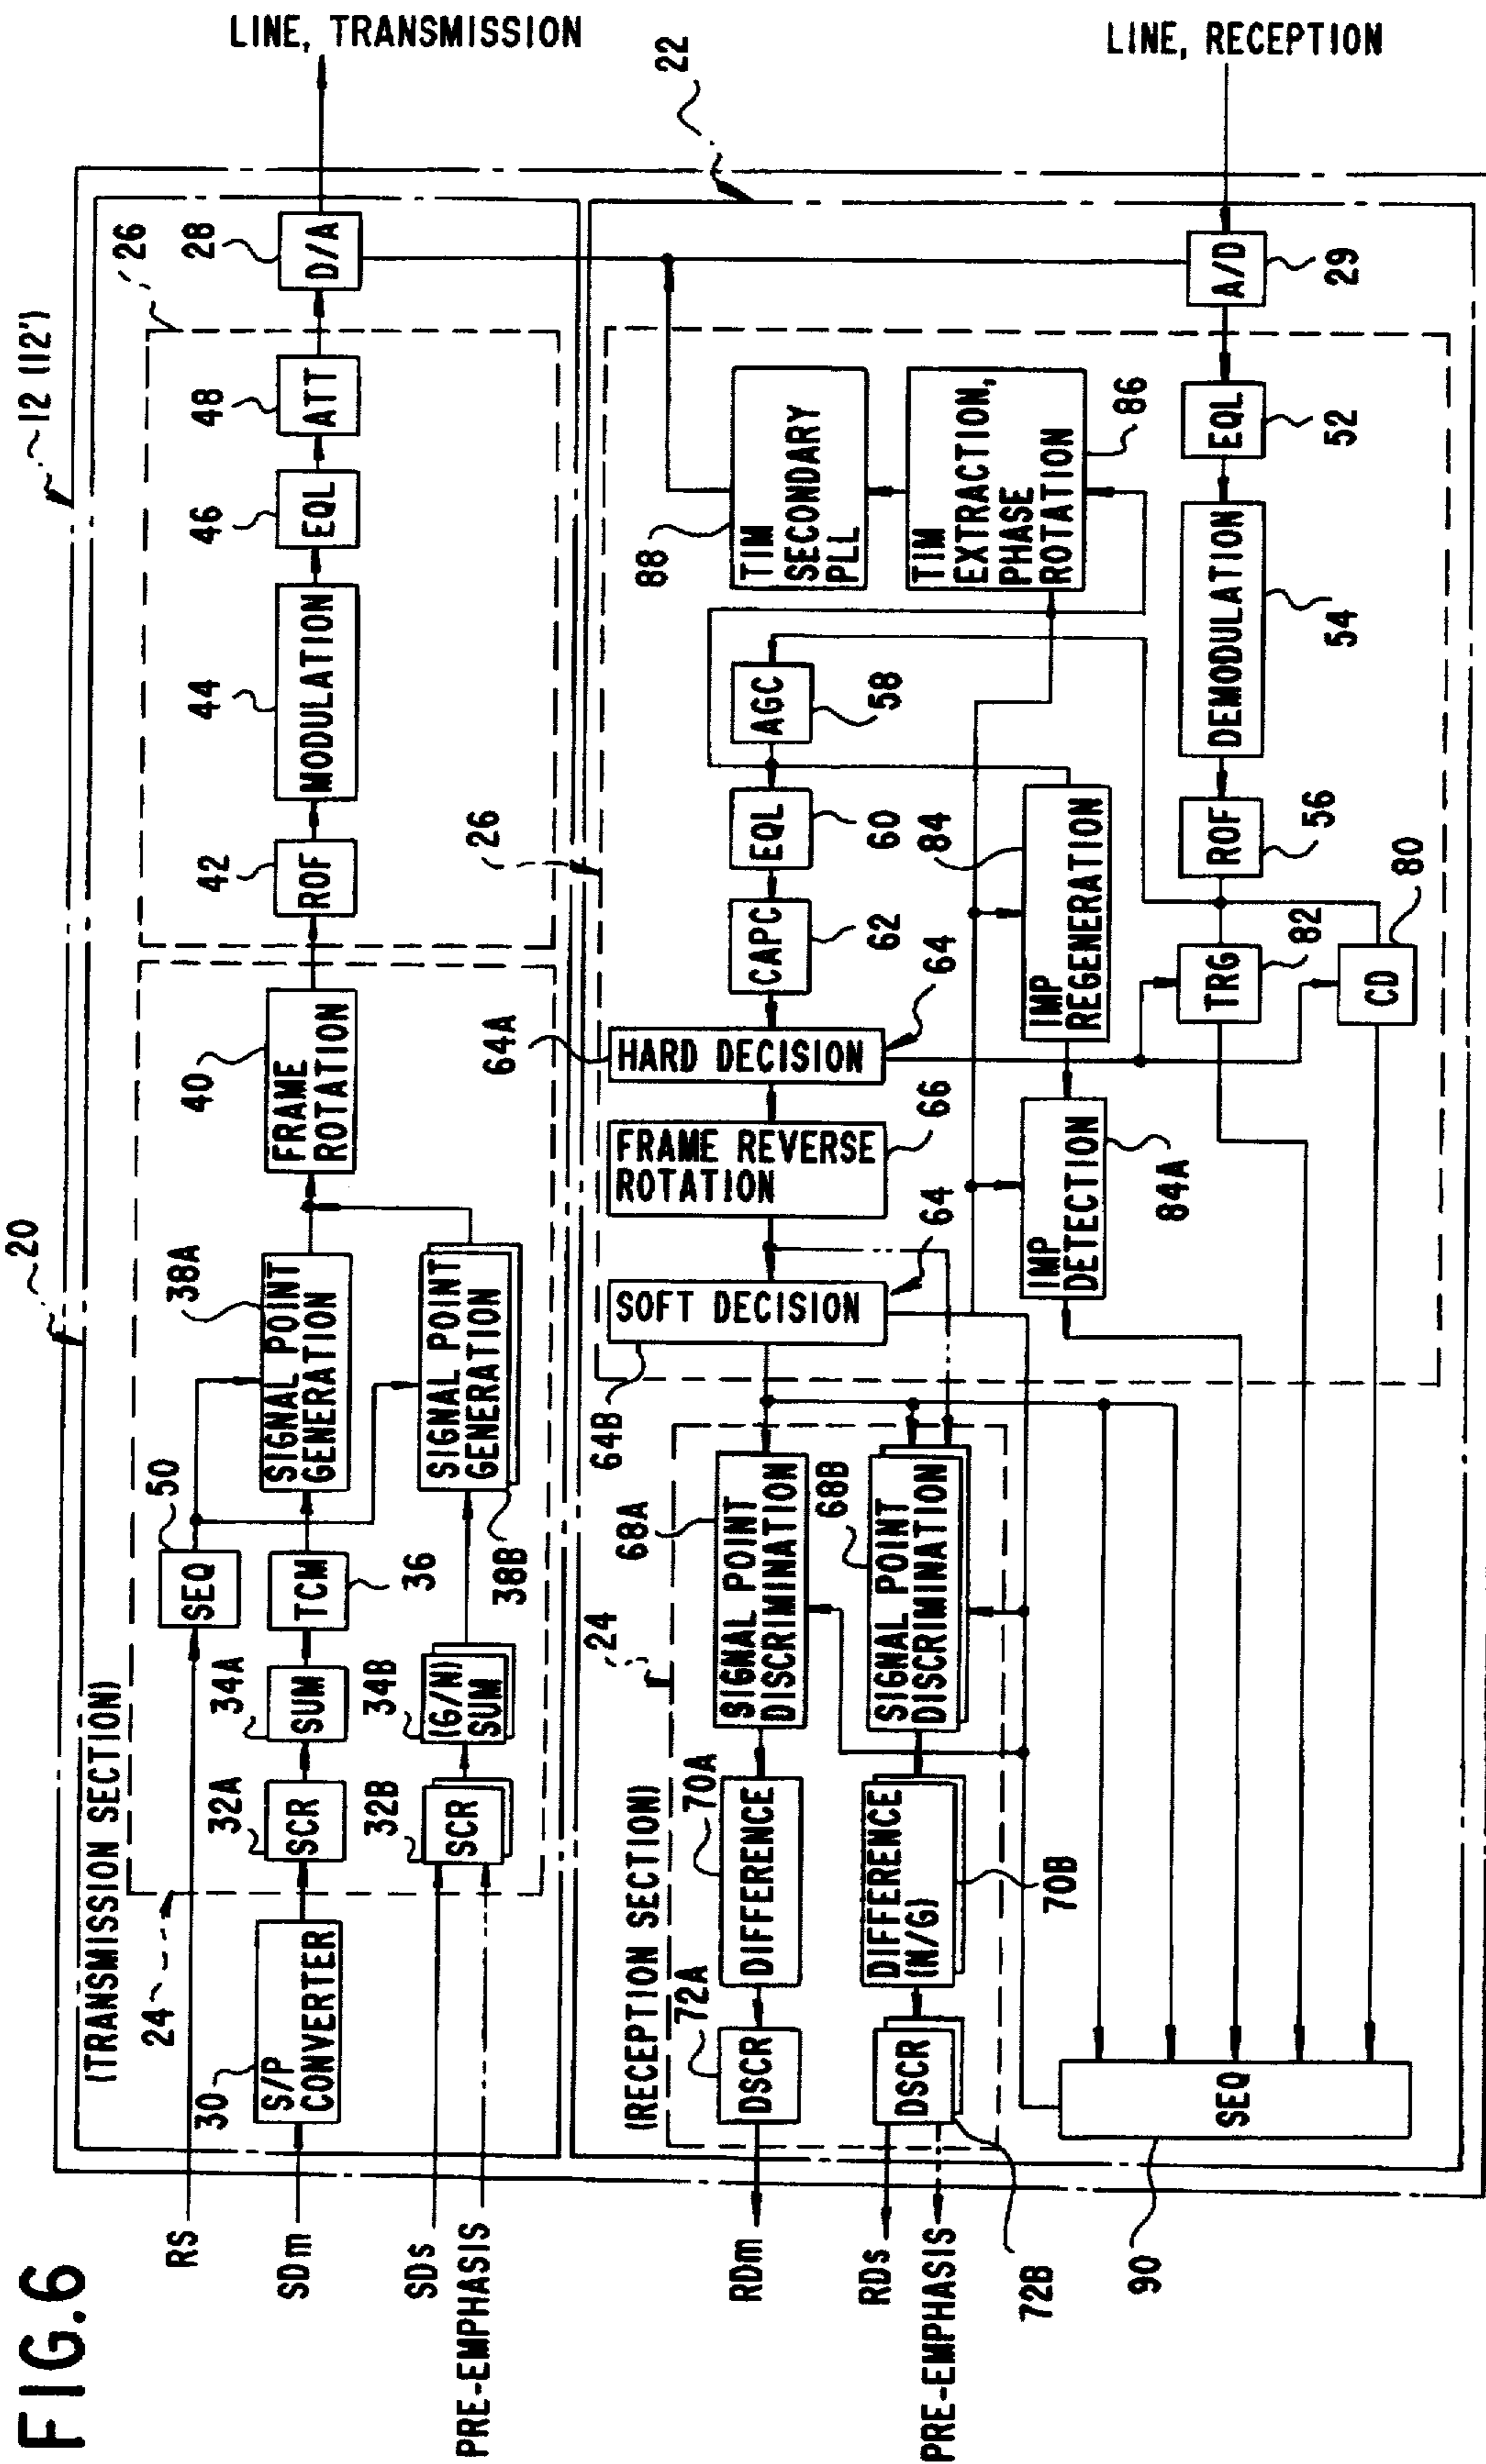 FIG.6
20
12 (12')
(TRANSMISSION SECTION)
24
26
RS
50
SEQ
38A
40
42
44
46
48
28
LINE, TRANSMISSION
SDm
30
S/P
CONVERTER
32A
SCR
34A
SUM
TCM
36
SIGNAL POINT
GENERATION
FRAME
ROTATION
ROF
MODULATION
EQL
ATT
D/A
SDs
PRE-EMPHASIS
32B
SCR
34B
(G/N)
SUM
SIGNAL POINT
GENERATION
38B
22
(RECEPTION SECTION)
24
64B
64A
26
RDm
72A
DSCR
70A
DIFFERENCE
68A
SIGNAL POINT
DISCRIMINATION
SOFT DECISION
64
FRAME REVERSE
ROTATION
66
HARD DECISION
64
CAPC
62
EQL
60
AGC
58
88
TIM
SECONDARY
PLL
RDs
PRE-EMPHASIS
DSCR
72B
DIFFERENCE
(N/G)
70B
68B
SIGNAL POINT
DISCRIMINATION
IMP
DETECTION
84A
84
IMP
REGENERATION
TIM
EXTRACTION,
PHASE
ROTATION
86
90
SEQ
TRG
82
CD
80
ROF
56
DEMODULATION
54
EQL
52
A/D
29
LINE, RECEPTION